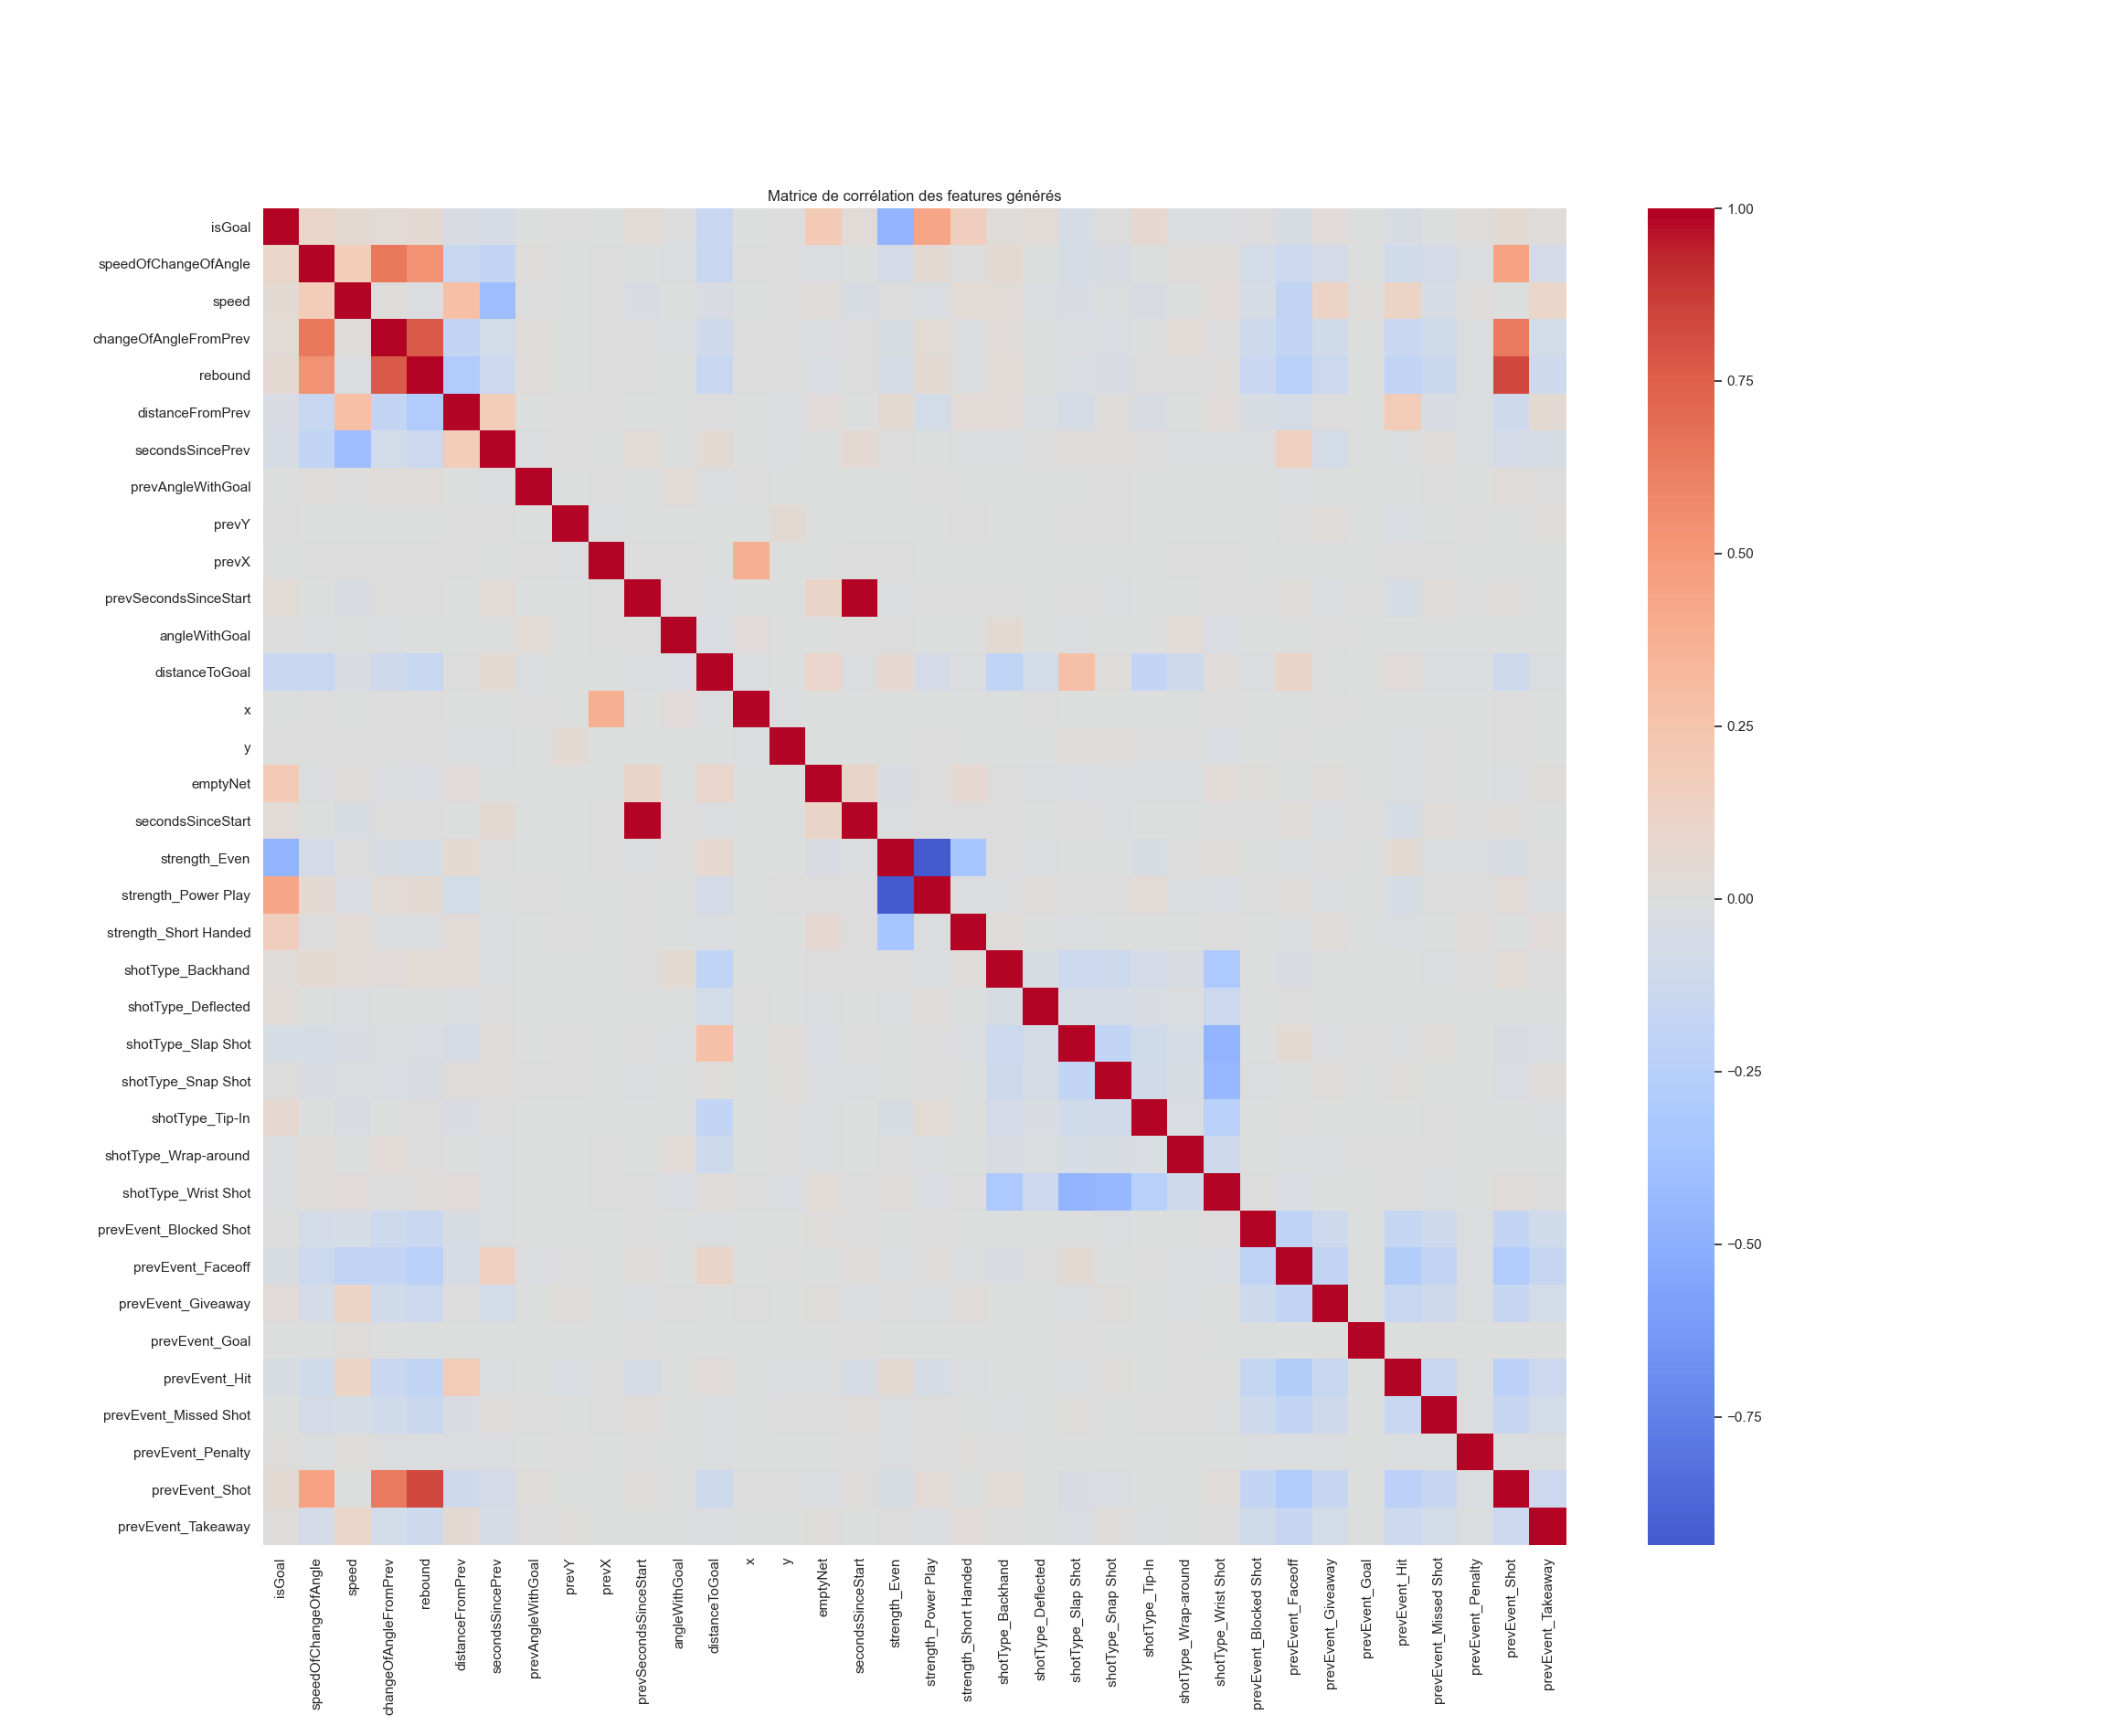 Matrice de corrélation des features générés
isGoal
speedOfChangeOfAngle
speed
changeOfAngleFromPrev
rebound
distanceFromPrev
secondsSincePrev
prevAngleWithGoal
prevY
prevX
prevSecondsSinceStart
angleWithGoal
distanceToGoal
x
y
emptyNet
secondsSinceStart
strength_Even
strength_Power Play
strength_Short Handed
shotType_Backhand
shotType_Deflected
shotType_Slap Shot
shotType_Snap Shot
shotType_Tip-In
shotType_Wrap-around
shotType_Wrist Shot
prevEvent_Blocked Shot
prevEvent_Faceoff
prevEvent_Giveaway
prevEvent_Goal
prevEvent_Hit
prevEvent_Missed Shot
prevEvent_Penalty
prevEvent_Shot
prevEvent_Takeaway
isGoal
speedOfChangeOfAngle
speed
changeOfAngleFromPrev
rebound
distanceFromPrev
secondsSincePrev
prevAngleWithGoal
prevY
prevX
prevSecondsSinceStart
angleWithGoal
distanceToGoal
x
y
emptyNet
secondsSinceStart
strength_Even
strength_Power Play
strength_Short Handed
shotType_Backhand
shotType_Deflected
shotType_Slap Shot
shotType_Snap Shot
shotType_Tip-In
shotType_Wrap-around
shotType_Wrist Shot
prevEvent_Blocked Shot
prevEvent_Faceoff
prevEvent_Giveaway
prevEvent_Goal
prevEvent_Hit
prevEvent_Missed Shot
prevEvent_Penalty
prevEvent_Shot
prevEvent_Takeaway
1.00
0.75
0.50
0.25
0.00
−0.25
−0.50
−0.75